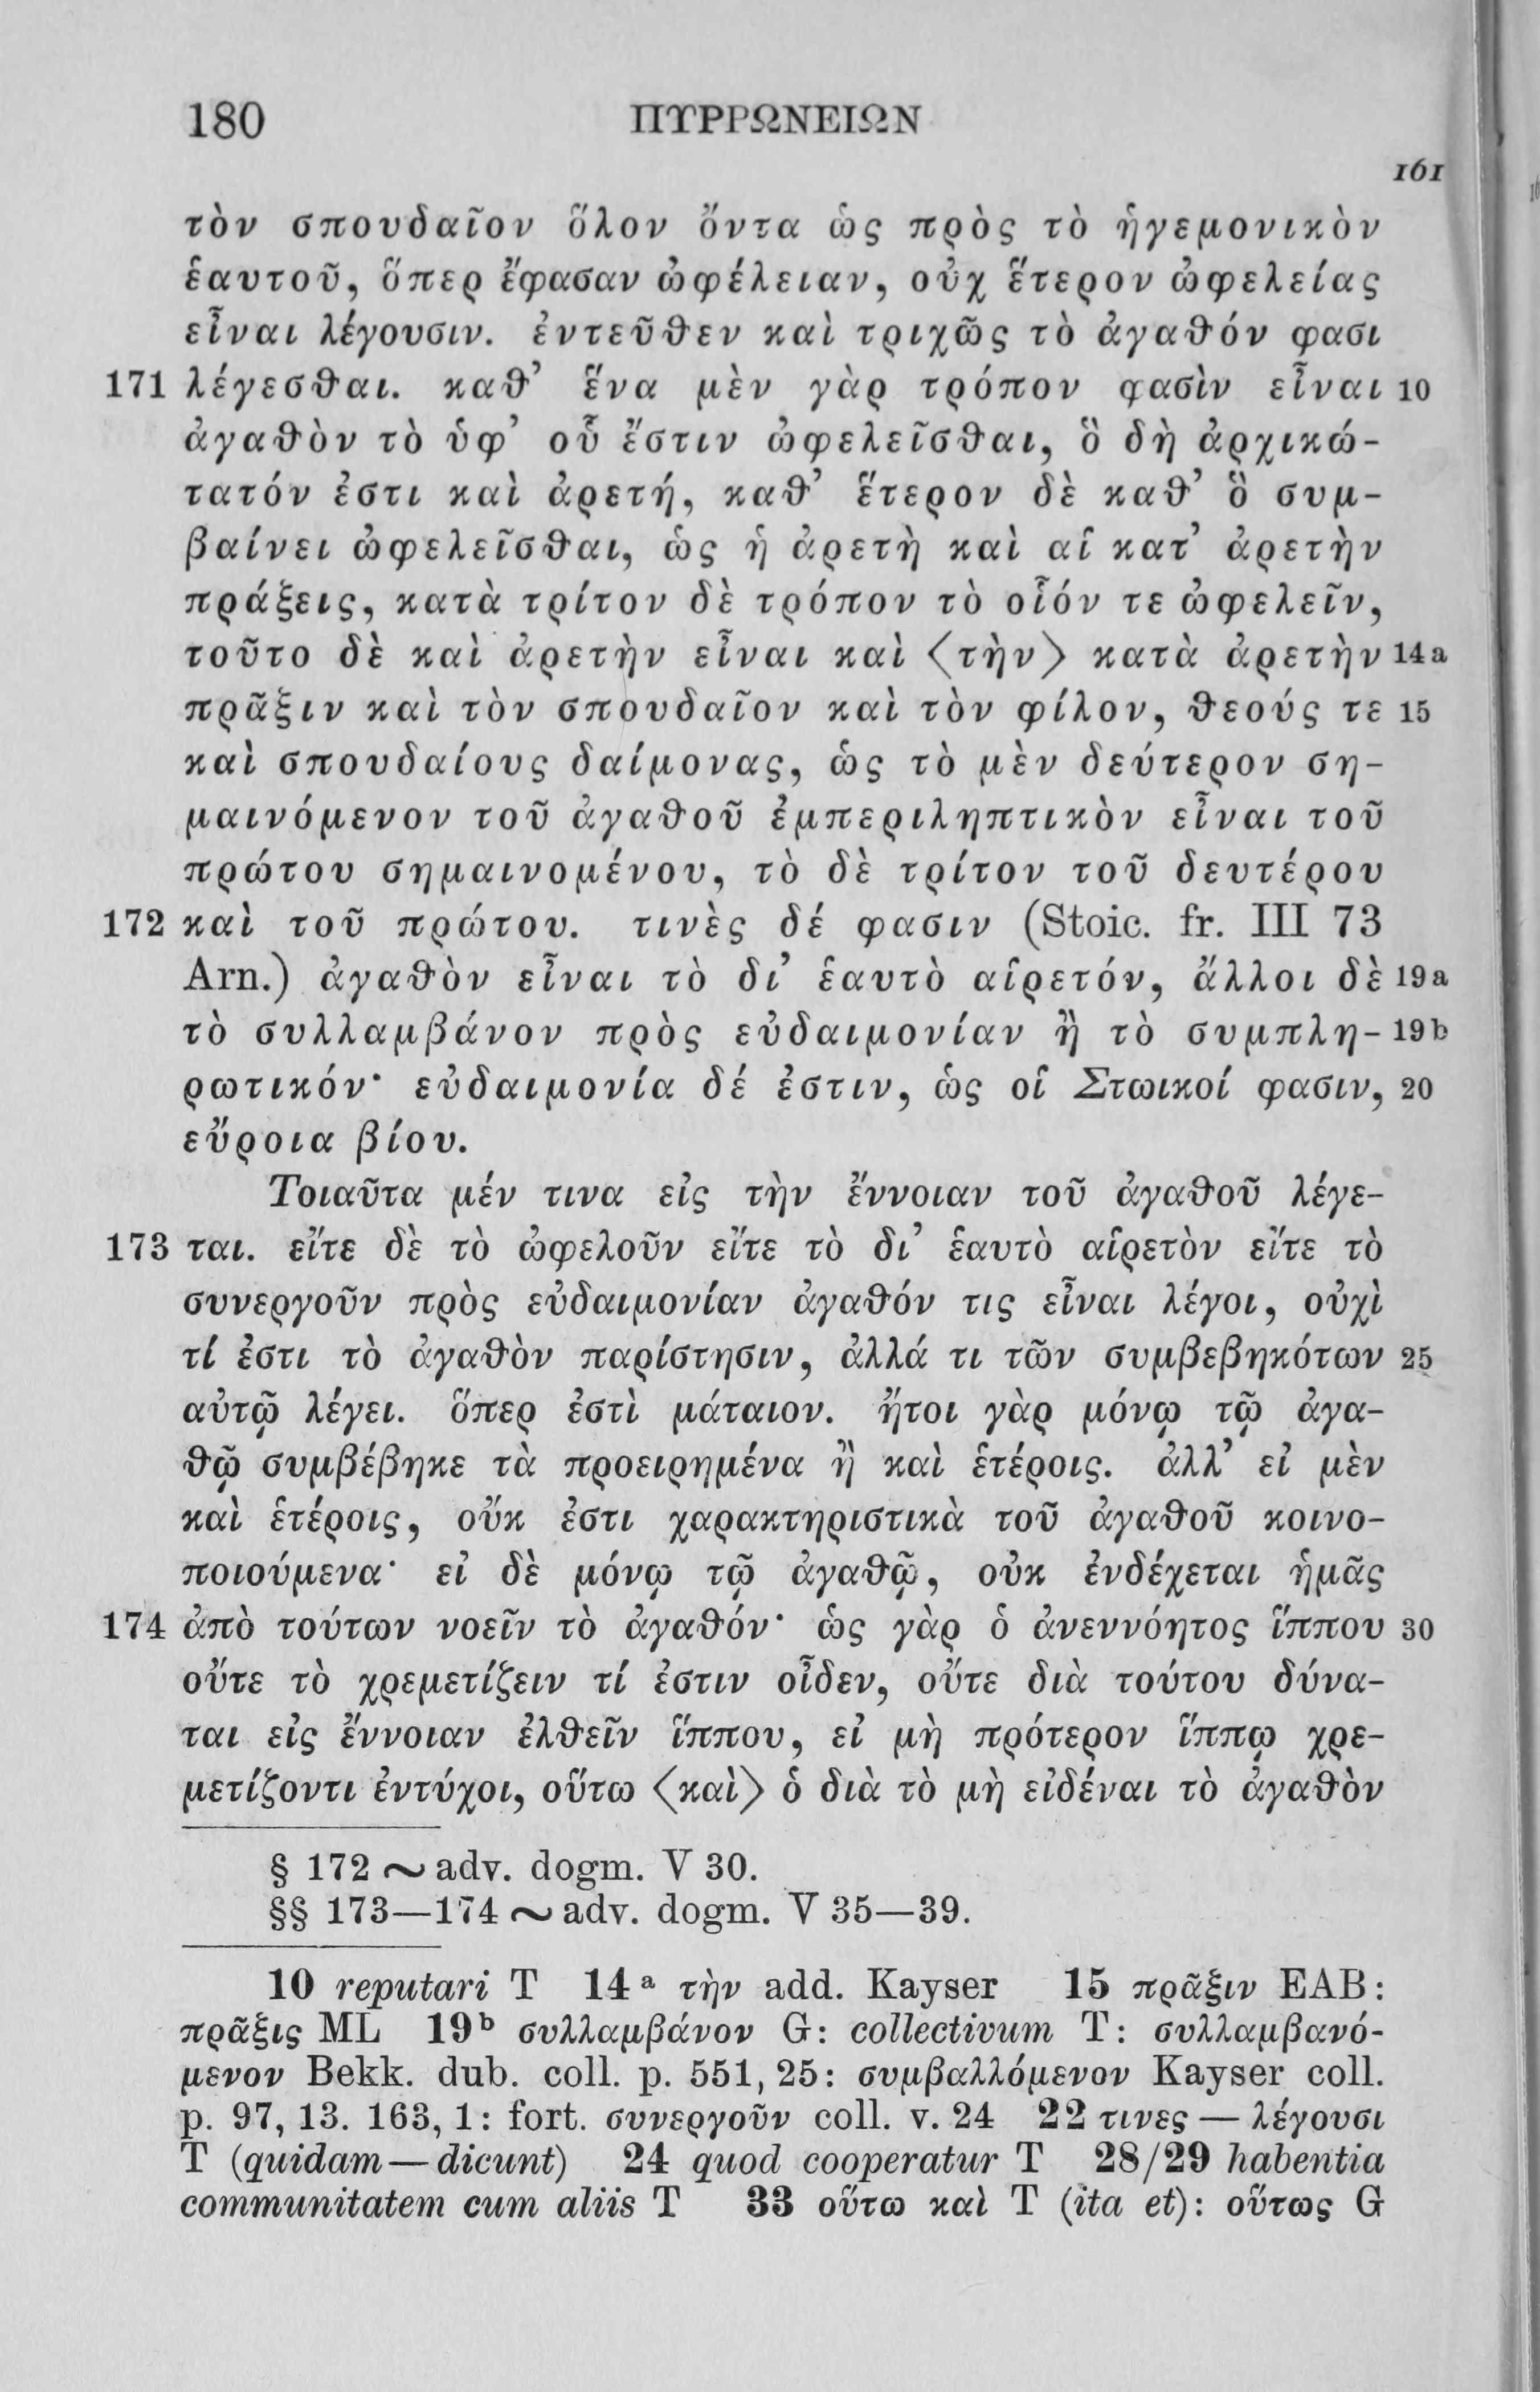 180 ΠΥΡΡΩΝΕΙΩΝ
161
τὸν σπουδαῖον ὅλον ὄντα ὡς πρὸς τὸ ἡγεμονικὸν
ἑαυτοῦ, ὅπερ ἔφασαν ὠφέλειαν, οὐχ ἕτερον ὠφελείας
εἶναι λέγουσιν. ἐντεῦθεν καὶ τριχῶς τὸ ἀγαθόν φασι
171 λέγεσθαι. καθ’ ἕνα μὲν γὰρ τρόπον φασὶν εἶναι 10
ἀγαθὸν τὸ ὑφ’ οὗ ἔστιν ὠφελεῖσθαι, ὃ δὴ ἀρχικώ-
τατόν ἐστι καὶ ἀρετή, καθ’ ἕτερον δὲ καθ’ ὃ συμ-
βαίνει ὠφελεῖσθαι, ὡς ἡ ἀρετὴ καὶ αἱ κατ’ ἀρετὴν
πράξεις, κατὰ τρίτον δὲ τρόπον τὸ οἷόν τε ὠφελεῖν,
τοῦτο δὲ καὶ ἀρετὴν εἶναι καὶ ⟨τὴν⟩ κατὰ ἀρετὴν 14a
πρᾶξιν καὶ τὸν σπουδαῖον καὶ τὸν φίλον, θεούς τε 15
καὶ σπουδαίους δαίμονας, ὡς τὸ μὲν δεύτερον ση-
μαινόμενον τοῦ ἀγαθοῦ ἐμπεριληπτικὸν εἶναι τοῦ
πρώτου σημαινομένου, τὸ δὲ τρίτον τοῦ δευτέρου
172 καὶ τοῦ πρώτου. τινὲς δέ φασιν (Stoic. fr. III 73
Arn.) ἀγαθὸν εἶναι τὸ δι’ ἑαυτὸ αἱρετόν, ἄλλοι δὲ 19a
τὸ συλλαμβάνον πρὸς εὐδαιμονίαν ἢ τὸ συμπλη- 19b
ρωτικόν· εὐδαιμονία δέ ἐστιν, ὡς οἱ Στωικοί φασιν, 20
εὔροια βίου.
Τοιαῦτα μέν τινα εἰς τὴν ἔννοιαν τοῦ ἀγαθοῦ λέγε-
173 ται. εἴτε δὲ τὸ ὠφελοῦν εἴτε τὸ δι’ ἑαυτὸ αἱρετὸν εἴτε τὸ
συνεργοῦν πρὸς εὐδαιμονίαν ἀγαθόν τις εἶναι λέγοι, οὐχὶ
τί ἐστι τὸ ἀγαθὸν παρίστησιν, ἀλλά τι τῶν συμβεβηκότων 25
αὐτῷ λέγει. ὅπερ ἐστὶ μάταιον. ἤτοι γὰρ μόνῳ τῷ ἀγα-
θῷ συμβέβηκε τὰ προειρημένα ἢ καὶ ἑτέροις. ἀλλ’ εἰ μὲν
καὶ ἑτέροις, οὔκ ἐστι χαρακτηριστικὰ τοῦ ἀγαθοῦ κοινο-
ποιούμενα· εἰ δὲ μόνῳ τῷ ἀγαθῷ, οὐκ ἐνδέχεται ἡμᾶς
174 ἀπὸ τούτων νοεῖν τὸ ἀγαθόν· ὡς γὰρ ὁ ἀνεννόητος ἵππου 30
οὔτε τὸ χρεμετίζειν τί ἐστιν οἶδεν, οὔτε διὰ τούτου δύνα-
ται εἰς ἔννοιαν ἐλθεῖν ἵππου, εἰ μὴ πρότερον ἵππῳ χρε-
μετίζοντι ἐντύχοι, οὕτω ⟨καὶ⟩ ὁ διὰ τὸ μὴ εἰδέναι τὸ ἀγαθὸν
§ 172 ∼ adv. dogm. V 30.
§§ 173—174 ∼ adv. dogm. V 35—39.
10 reputari T 14ᵃ τὴν add. Kayser 15 πρᾶξιν EAB:
πρᾶξις ML 19ᵇ συλλαμβάνον G: collectivum T: συλλαμβανό-
μενον Bekk. dub. coll. p. 551, 25: συμβαλλόμενον Kayser coll.
p. 97, 13. 163, 1: fort. συνεργοῦν coll. v. 24 22 τινες — λέγουσι
T (quidam — dicunt) 24 quod cooperatur T 28/29 habentia
communitatem cum aliis T 33 οὕτω καὶ T (ita et): οὕτως G